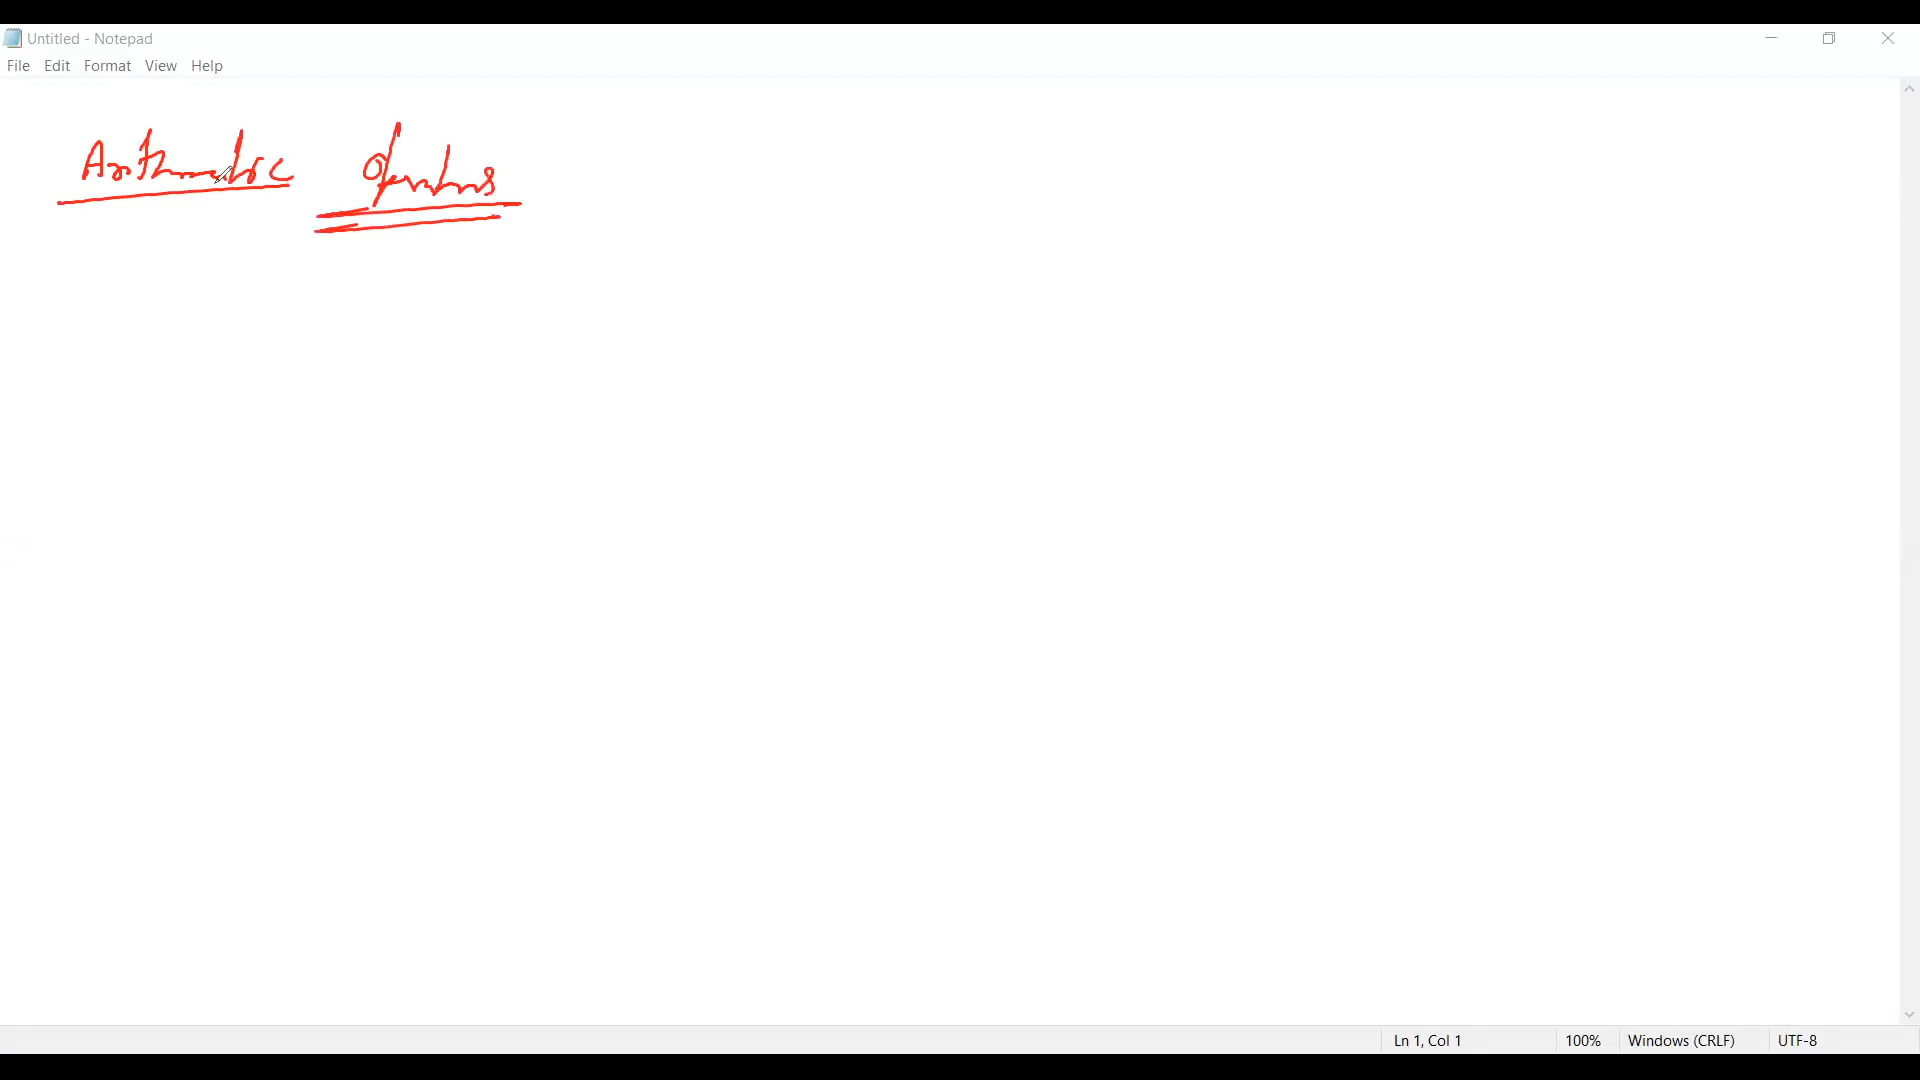 Untitled - Notepad
File Edit Format View Help
Arithmetic Operators
Ln 1, Col 1 100% Windows (CRLF) UTF-8